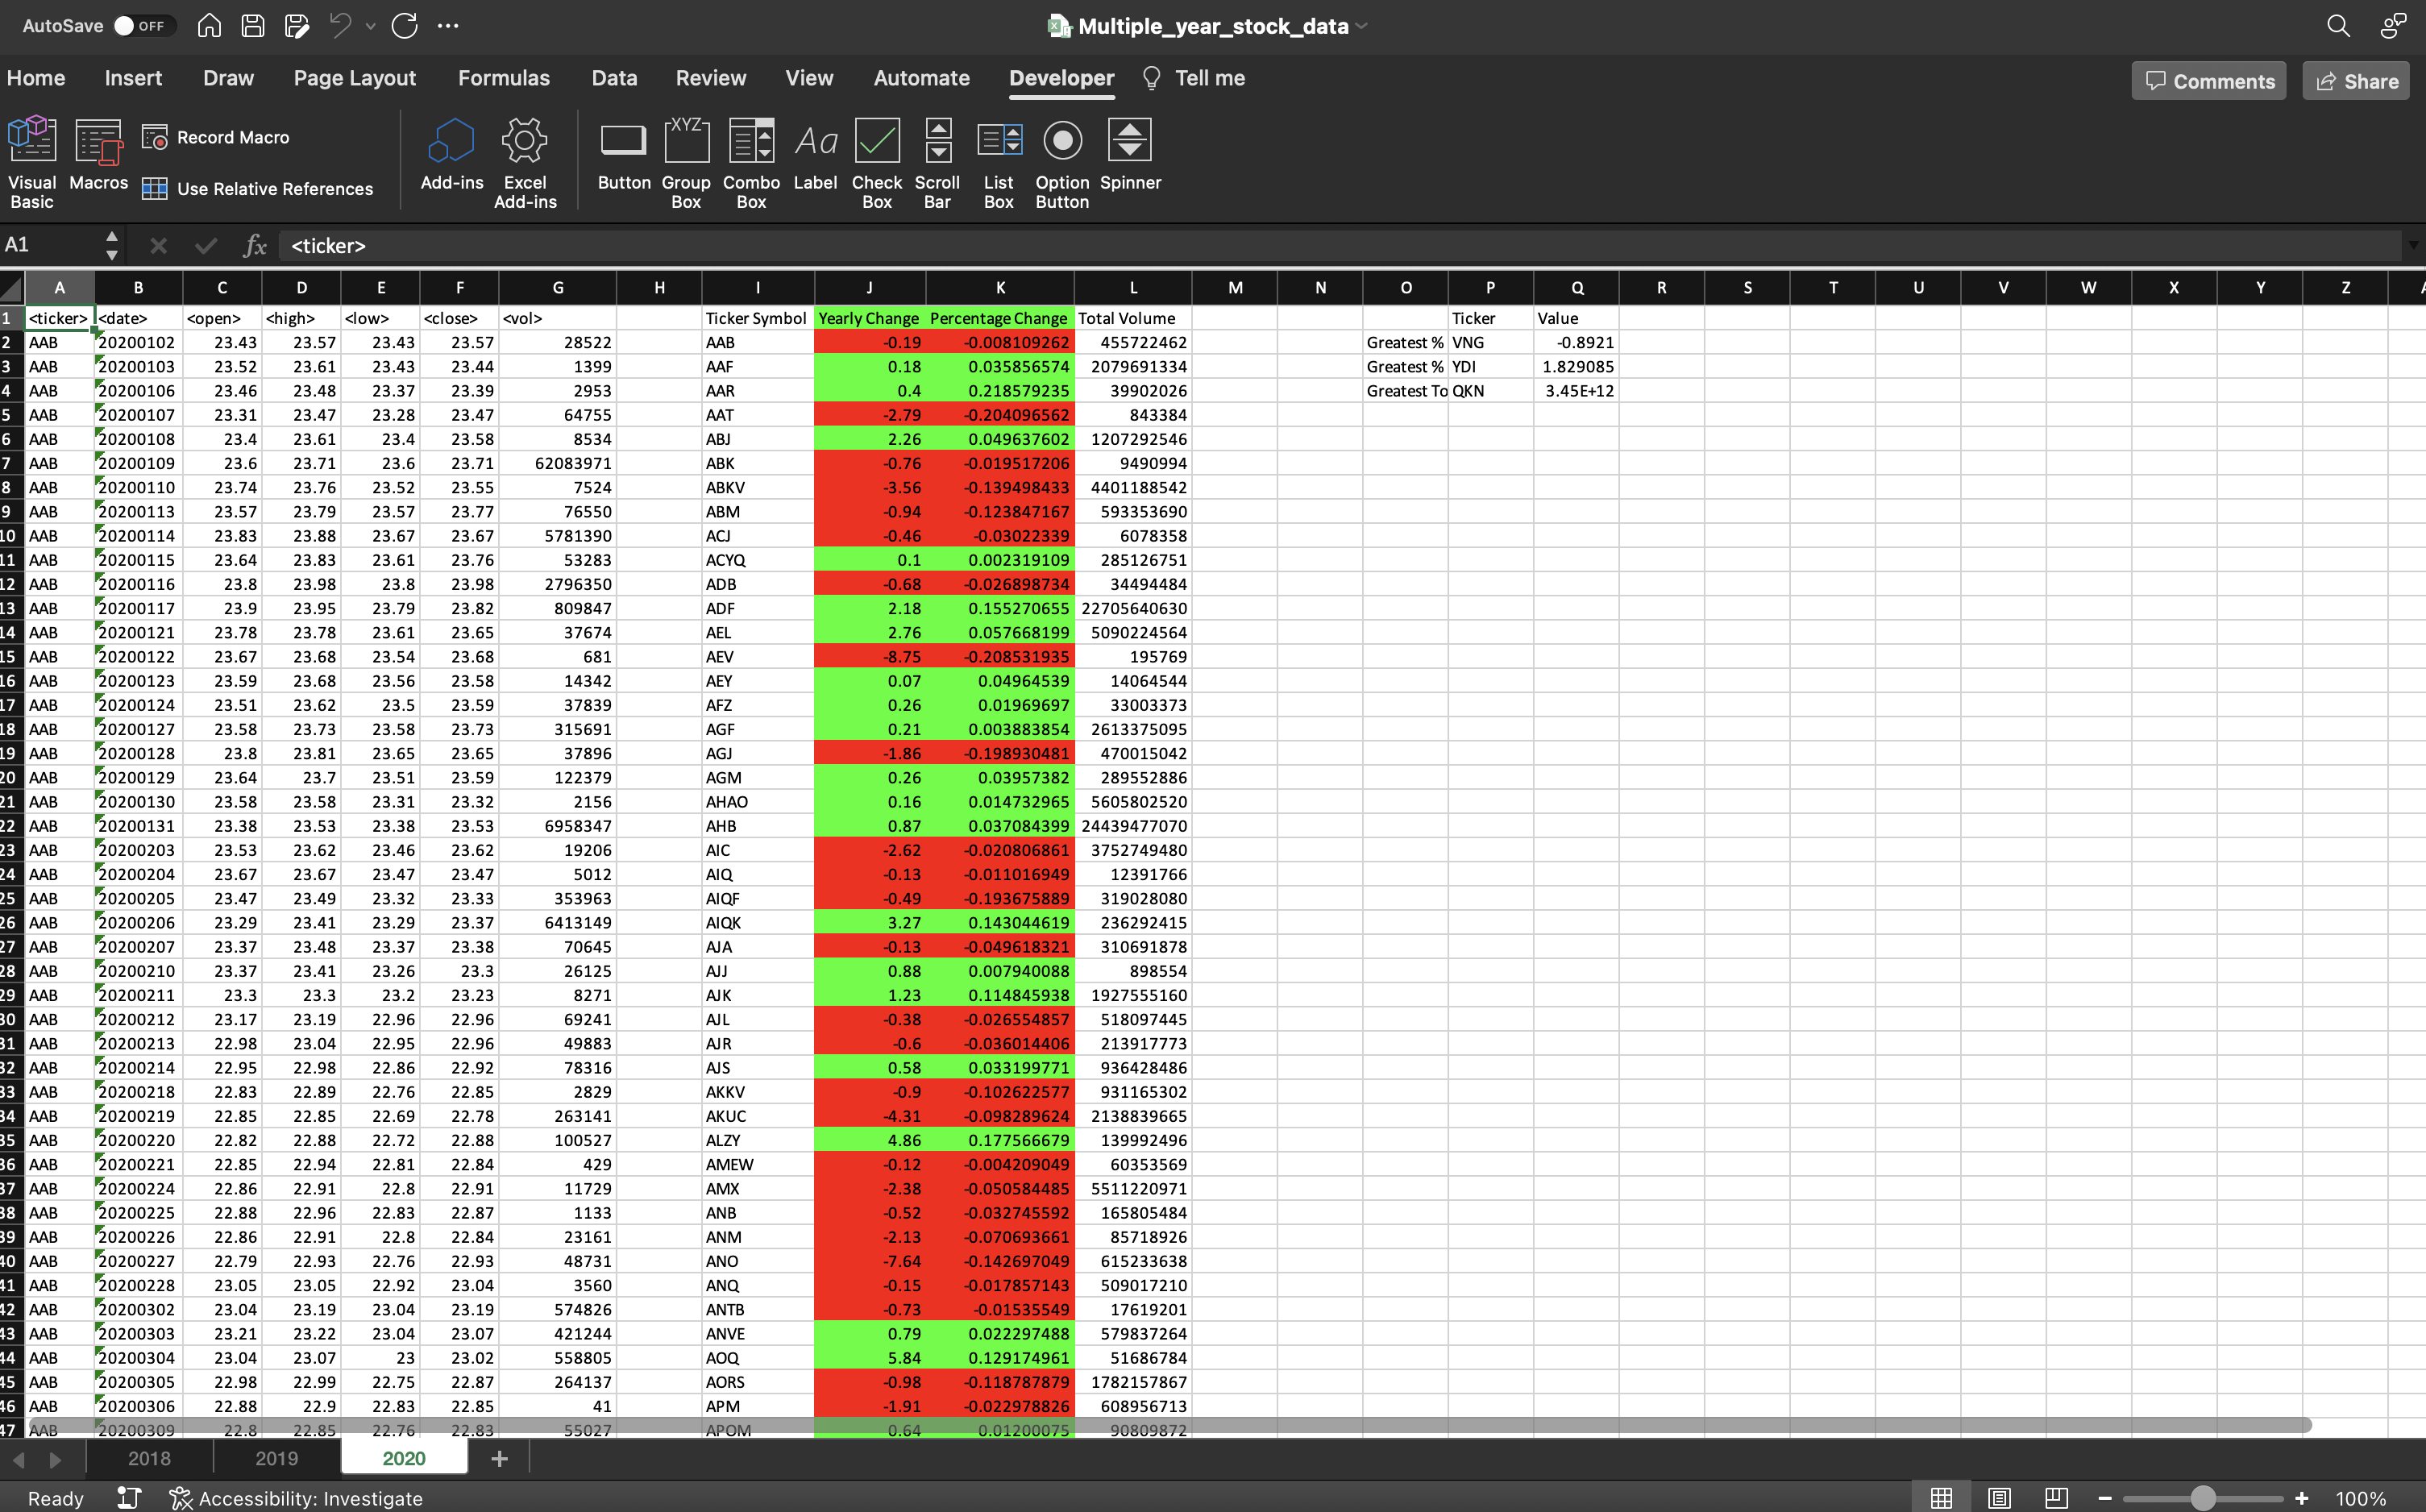 AutoSave OFF Multiple_year_stock_data
Home Insert Draw Page Layout Formulas Data Review View Automate Developer Tell me Comments Share
Visual Basic Macros Record Macro Use Relative References Add-ins Excel Add-ins Button Group Box Combo Box Label Check Box Scroll Bar List Box Option Button Spinner
A1 fx <ticker>
A B C D E F G H I J K L M N O P Q R S T U V W X Y Z
1 <ticker> <date> <open> <high> <low> <close> <vol> Ticker Symbol Yearly Change Percentage Change Total Volume Ticker Value
2 AAB 20200102 23.43 23.57 23.43 23.57 28522 AAB -0.19 -0.008109262 455722462 Greatest % VNG -0.8921
3 AAB 20200103 23.52 23.61 23.43 23.44 1399 AAF 0.18 0.035856574 2079691334 Greatest % YDI 1.829085
4 AAB 20200106 23.46 23.48 23.37 23.39 2953 AAR 0.4 0.218579235 39902026 Greatest To QKN 3.45E+12
5 AAB 20200107 23.31 23.47 23.28 23.47 64755 AAT -2.79 -0.204096562 843384
6 AAB 20200108 23.4 23.61 23.4 23.58 8534 ABJ 2.26 0.049637602 1207292546
7 AAB 20200109 23.6 23.71 23.6 23.71 62083971 ABK -0.76 -0.019517206 9490994
8 AAB 20200110 23.74 23.76 23.52 23.55 7524 ABKV -3.56 -0.139498433 4401188542
9 AAB 20200113 23.57 23.79 23.57 23.77 76550 ABM -0.94 -0.123847167 593353690
10 AAB 20200114 23.83 23.88 23.67 23.67 5781390 ACJ -0.46 -0.03022339 6078358
11 AAB 20200115 23.64 23.83 23.61 23.76 53283 ACYQ 0.1 0.002319109 285126751
12 AAB 20200116 23.8 23.98 23.8 23.98 2796350 ADB -0.68 -0.026898734 34494484
13 AAB 20200117 23.9 23.95 23.79 23.82 809847 ADF 2.18 0.155270655 22705640630
14 AAB 20200121 23.78 23.78 23.61 23.65 37674 AEL 2.76 0.057668199 5090224564
15 AAB 20200122 23.67 23.68 23.54 23.68 681 AEV -8.75 -0.208531935 195769
16 AAB 20200123 23.59 23.68 23.56 23.58 14342 AEY 0.07 0.04964539 14064544
17 AAB 20200124 23.51 23.62 23.5 23.59 37839 AFZ 0.26 0.01969697 33003373
18 AAB 20200127 23.58 23.73 23.58 23.73 315691 AGF 0.21 0.003883854 2613375095
19 AAB 20200128 23.8 23.81 23.65 23.65 37896 AGJ -1.86 -0.198930481 470015042
20 AAB 20200129 23.64 23.7 23.51 23.59 122379 AGM 0.26 0.03957382 289552886
21 AAB 20200130 23.58 23.58 23.31 23.32 2156 AHAO 0.16 0.014732965 5605802520
22 AAB 20200131 23.38 23.53 23.38 23.53 6958347 AHB 0.87 0.037084399 24439477070
23 AAB 20200203 23.53 23.62 23.46 23.62 19206 AIC -2.62 -0.020806861 3752749480
24 AAB 20200204 23.67 23.67 23.47 23.47 5012 AIQ -0.13 -0.011016949 12391766
25 AAB 20200205 23.47 23.49 23.32 23.33 353963 AIQF -0.49 -0.193675889 319028080
26 AAB 20200206 23.29 23.41 23.29 23.37 6413149 AIQK 3.27 0.143044619 236292415
27 AAB 20200207 23.37 23.48 23.37 23.38 70645 AJA -0.13 -0.049618321 310691878
28 AAB 20200210 23.37 23.41 23.26 23.3 26125 AJJ 0.88 0.007940088 898554
29 AAB 20200211 23.3 23.3 23.2 23.23 8271 AJK 1.23 0.114845938 1927555160
30 AAB 20200212 23.17 23.19 22.96 22.96 69241 AJL -0.38 -0.026554857 518097445
31 AAB 20200213 22.98 23.04 22.95 22.96 49883 AJR -0.6 -0.036014406 213917773
32 AAB 20200214 22.95 22.98 22.86 22.92 78316 AJS 0.58 0.033199771 936428486
33 AAB 20200218 22.83 22.89 22.76 22.85 2829 AKKV -0.9 -0.102622577 931165302
34 AAB 20200219 22.85 22.85 22.69 22.78 263141 AKUC -4.31 -0.098289624 2138839665
35 AAB 20200220 22.82 22.88 22.72 22.88 100527 ALZY 4.86 0.177566679 139992496
36 AAB 20200221 22.85 22.94 22.81 22.84 429 AMEW -0.12 -0.004209049 60353569
37 AAB 20200224 22.86 22.91 22.8 22.91 11729 AMX -2.38 -0.050584485 5511220971
38 AAB 20200225 22.88 22.96 22.83 22.87 1133 ANB -0.52 -0.032745592 165805484
39 AAB 20200226 22.86 22.91 22.8 22.84 23161 ANM -2.13 -0.070693661 85718926
40 AAB 20200227 22.79 22.93 22.76 22.93 48731 ANO -7.64 -0.142697049 615233638
41 AAB 20200228 23.05 23.05 22.92 23.04 3560 ANQ -0.15 -0.017857143 509017210
42 AAB 20200302 23.04 23.19 23.04 23.19 574826 ANTB -0.73 -0.01535549 17619201
43 AAB 20200303 23.21 23.22 23.04 23.07 421244 ANVE 0.79 0.022297488 579837264
44 AAB 20200304 23.04 23.07 23 23.02 558805 AOQ 5.84 0.129174961 51686784
45 AAB 20200305 22.98 22.99 22.75 22.87 264137 AORS -0.98 -0.118787879 1782157867
46 AAB 20200306 22.88 22.9 22.83 22.85 41 APM -1.91 -0.022978826 608956713
47 AAB 20200309 22.8 22.85 22.76 22.83 55027 APOM 0.64 0.01200075 90809872
2018 2019 2020
Ready Accessibility: Investigate 100%